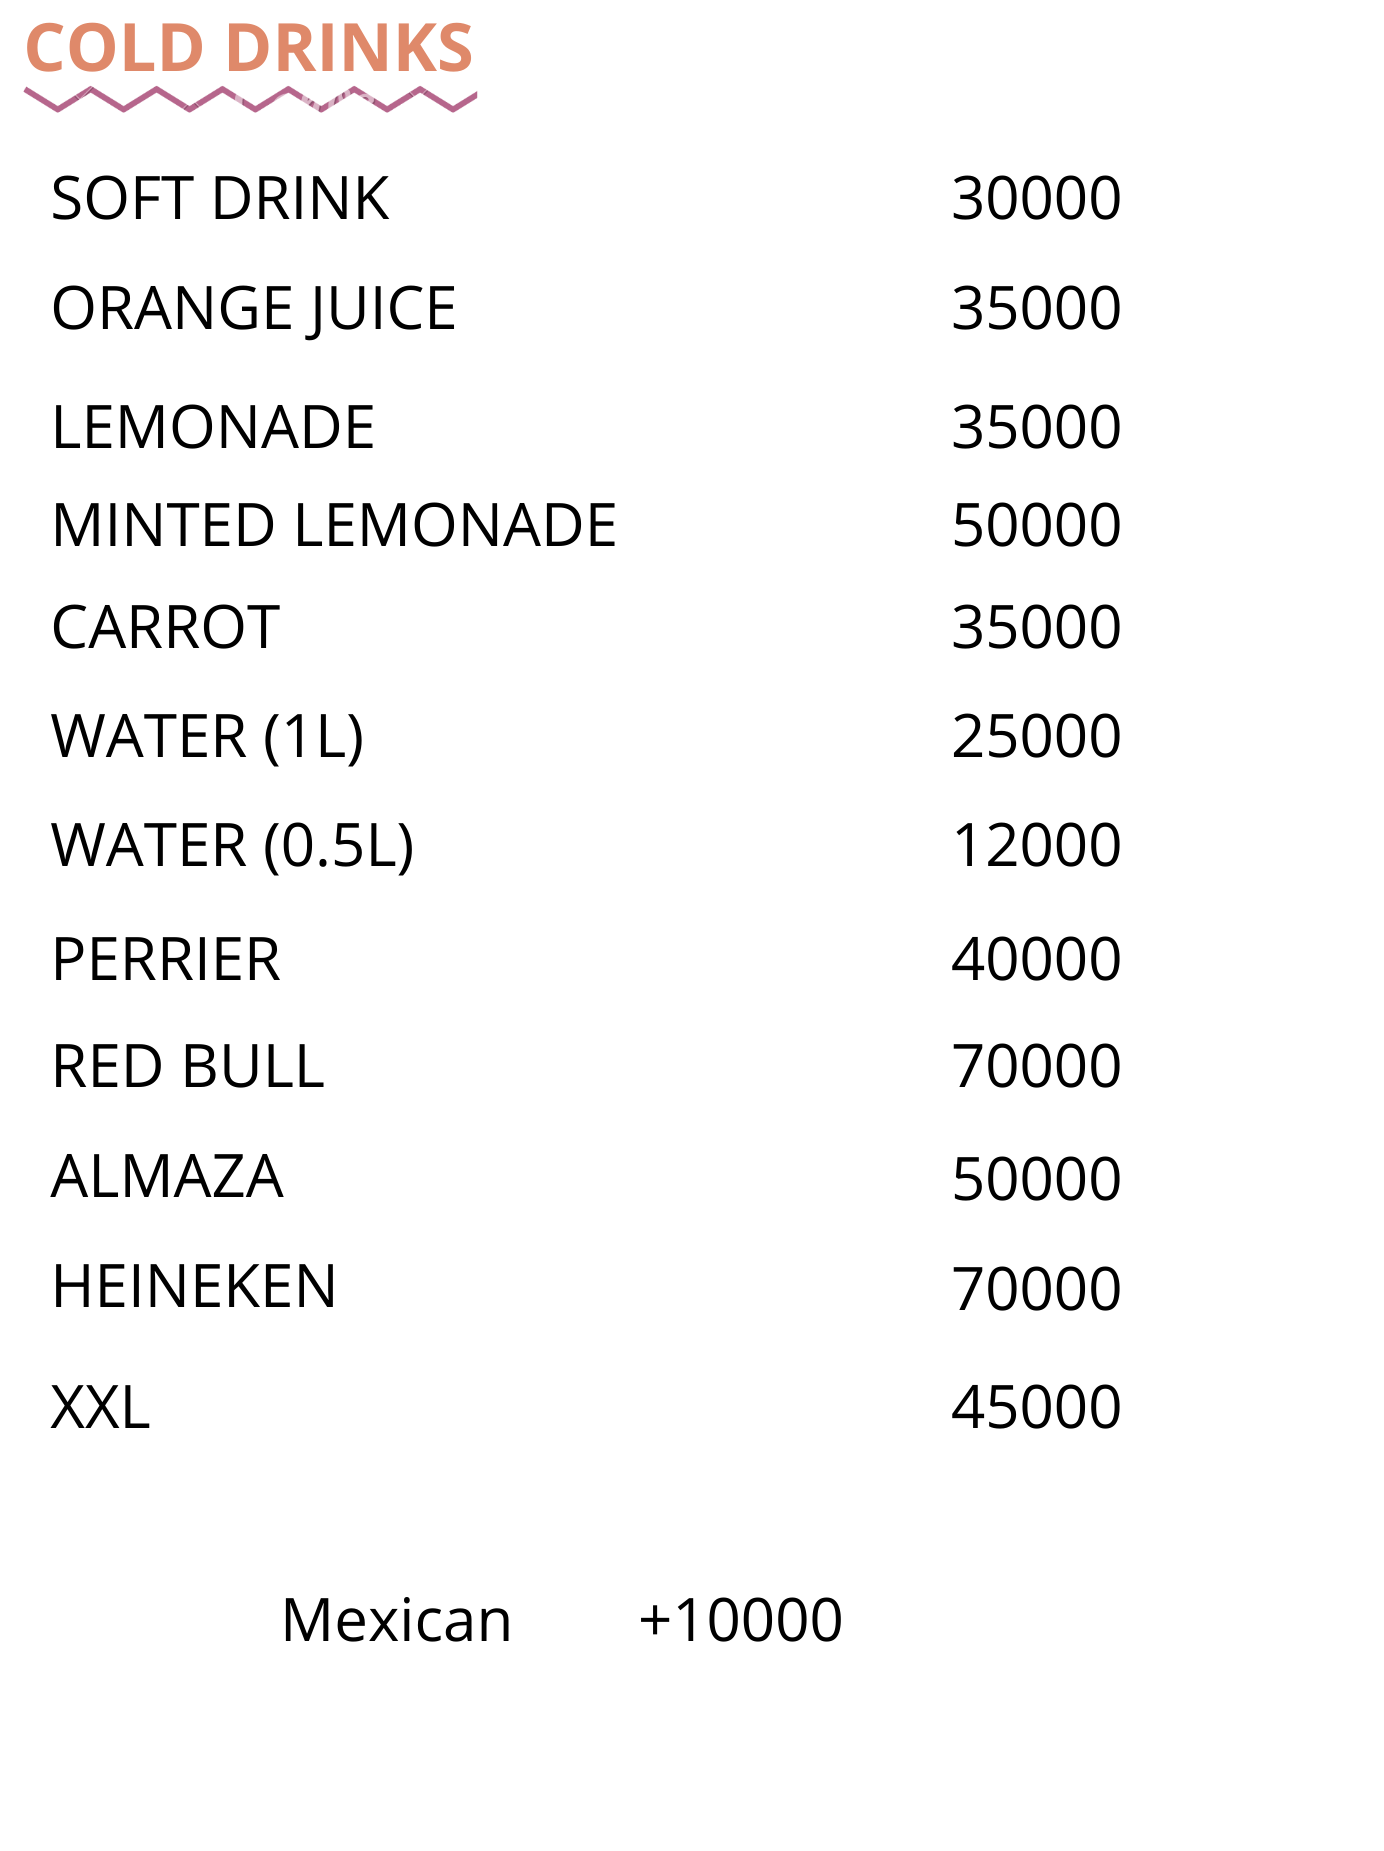 COLD DRINKS
SOFT DRINK 30000
ORANGE JUICE 35000
LEMONADE 35000
MINTED LEMONADE 50000
CARROT 35000
WATER (1L) 25000
WATER (0.5L) 12000
PERRIER 40000
RED BULL 70000
ALMAZA 50000
HEINEKEN 70000
XXL 45000
Mexican +10000